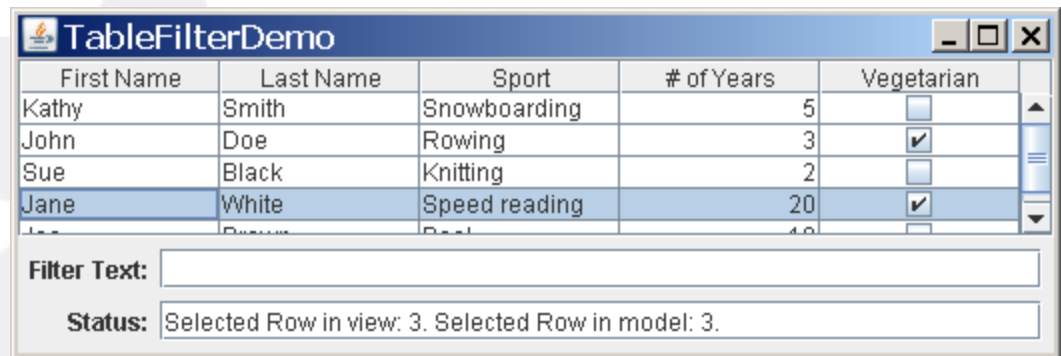 TableFilterDemo
First Name Last Name Sport # of Years Vegetarian
Kathy Smith Snowboarding 5
John Doe Rowing 3
Sue Black Knitting 2
Jane White Speed reading 20
Filter Text:
Status: Selected Row in view: 3. Selected Row in model: 3.